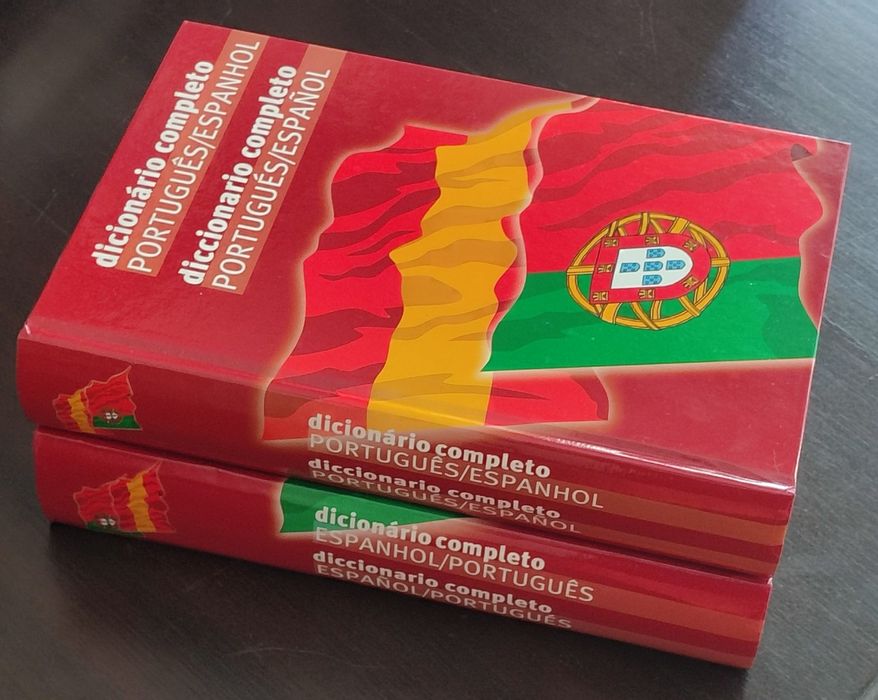 dicionário completo
PORTUGUÊS/ESPANHOL
diccionario completo
PORTUGUÉS/ESPAÑOL
dicionário completo
PORTUGUÊS/ESPANHOL
diccionario completo
PORTUGUÉS/ESPAÑOL
dicionário completo
ESPANHOL/PORTUGUÊS
diccionario completo
ESPAÑOL/PORTUGUÉS